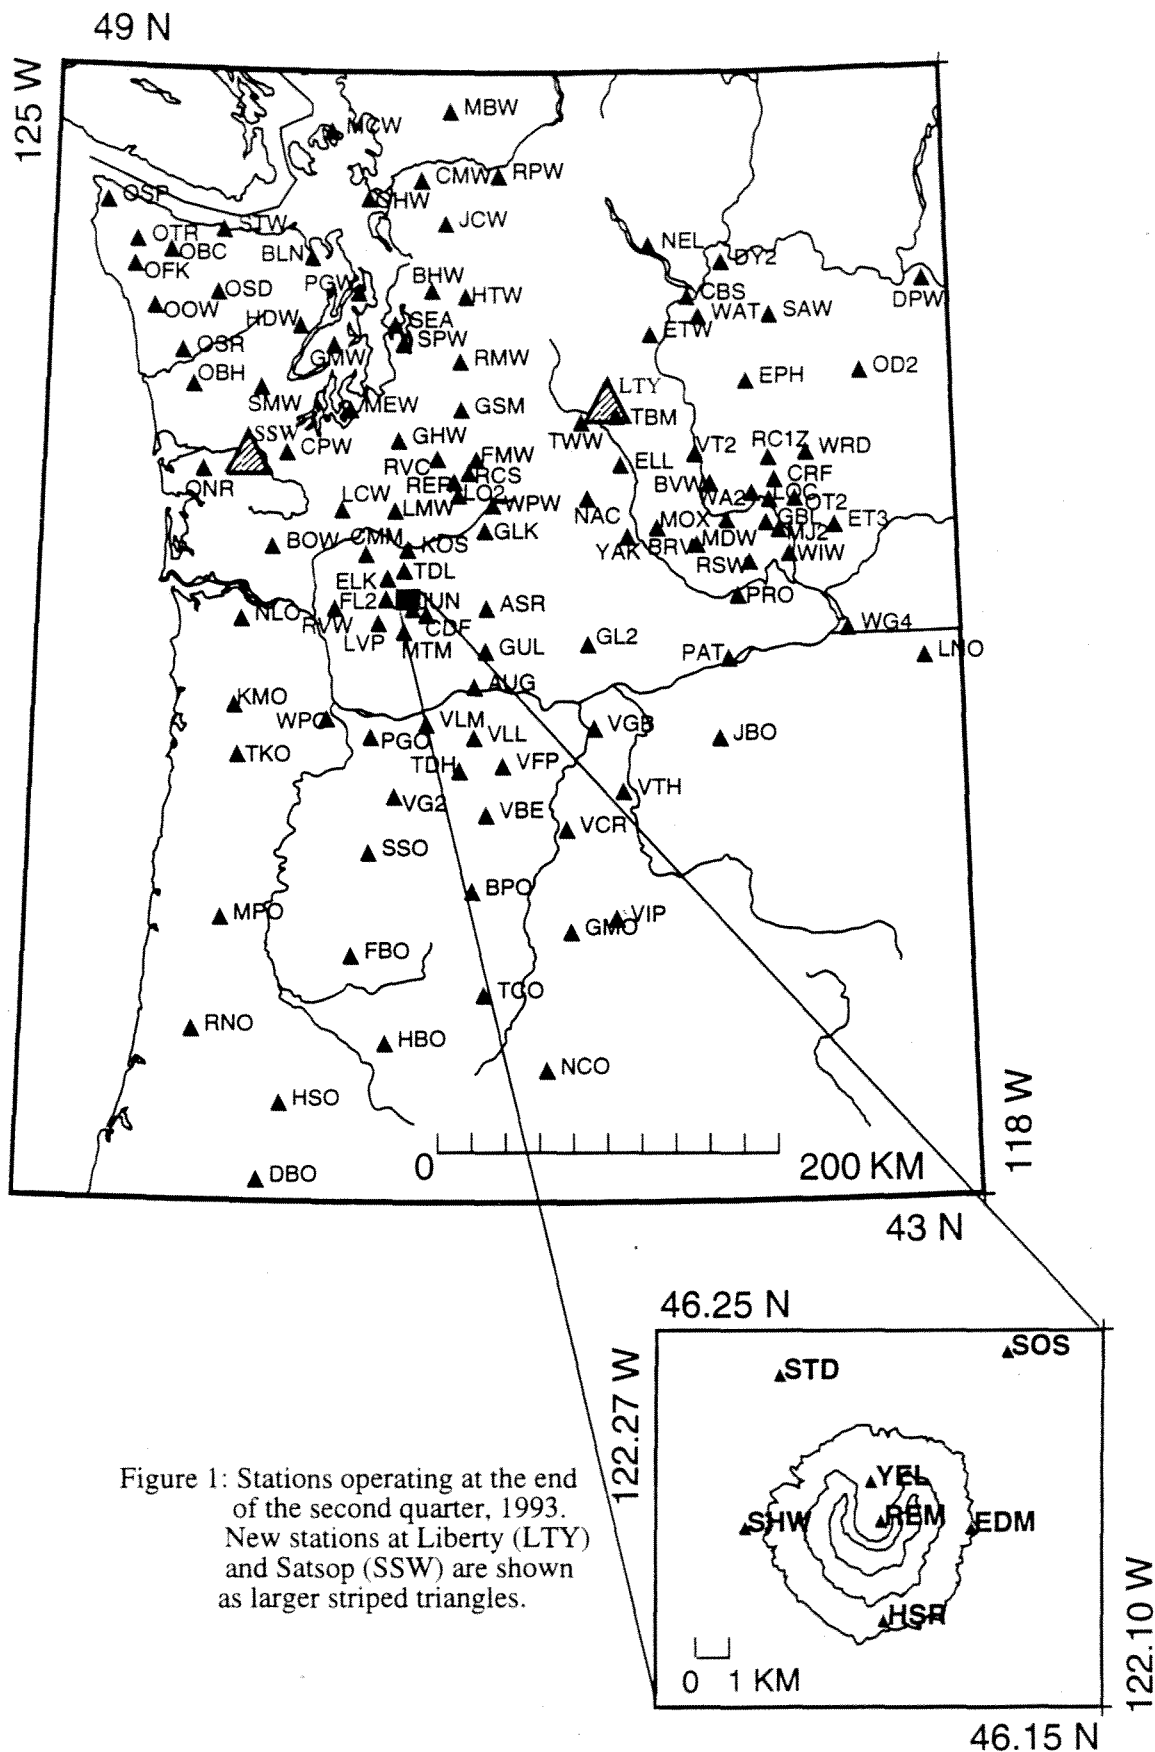 49 N
125 W
MBW
MCW
CMW
RPW
OSP
OHW
STW
JCW
OTR
OBC
BLN
NEL
DY2
OFK
PGW
BHW
OSD
HTW
CBS
DPW
OOW
WAT
SAW
HDW
SEA
ETW
SPW
OSR
GMW
RMW
OBH
EPH
OD2
LTY
SMW
MEW
GSM
TBM
SSW
TWW
CPW
GHW
VT2
RC1Z
WRD
FMW
RVC
RCS
ELL
CRF
ONR
RER
BVW
LO2
WA2
LOC
OT2
LCW
LMW
WPW
NAC
MOX
GBL
ET3
BOW
CMM
KOS
GLK
YAK
BRV
MDW
MJ2
WIW
RSW
ELK
TDL
FL2
JUN
ASR
PRO
NLO
RVW
CDF
WG4
LVP
MTM
GUL
GL2
PAT
LNO
AUG
KMO
WPO
VLM
VGB
JBO
PGO
VLL
TKO
TDH
VFP
VTH
VG2
VBE
VCR
SSO
BPO
MPO
VIP
GMO
FBO
TCO
RNO
HBO
NCO
HSO
118 W
0 200 KM
DBO
43 N
46.25 N
122.27 W
SOS
STD
YEL
SHW
REM
EDM
HSR
0 1 KM
122.10 W
46.15 N
Figure 1: Stations operating at the end
of the second quarter, 1993.
New stations at Liberty (LTY)
and Satsop (SSW) are shown
as larger striped triangles.